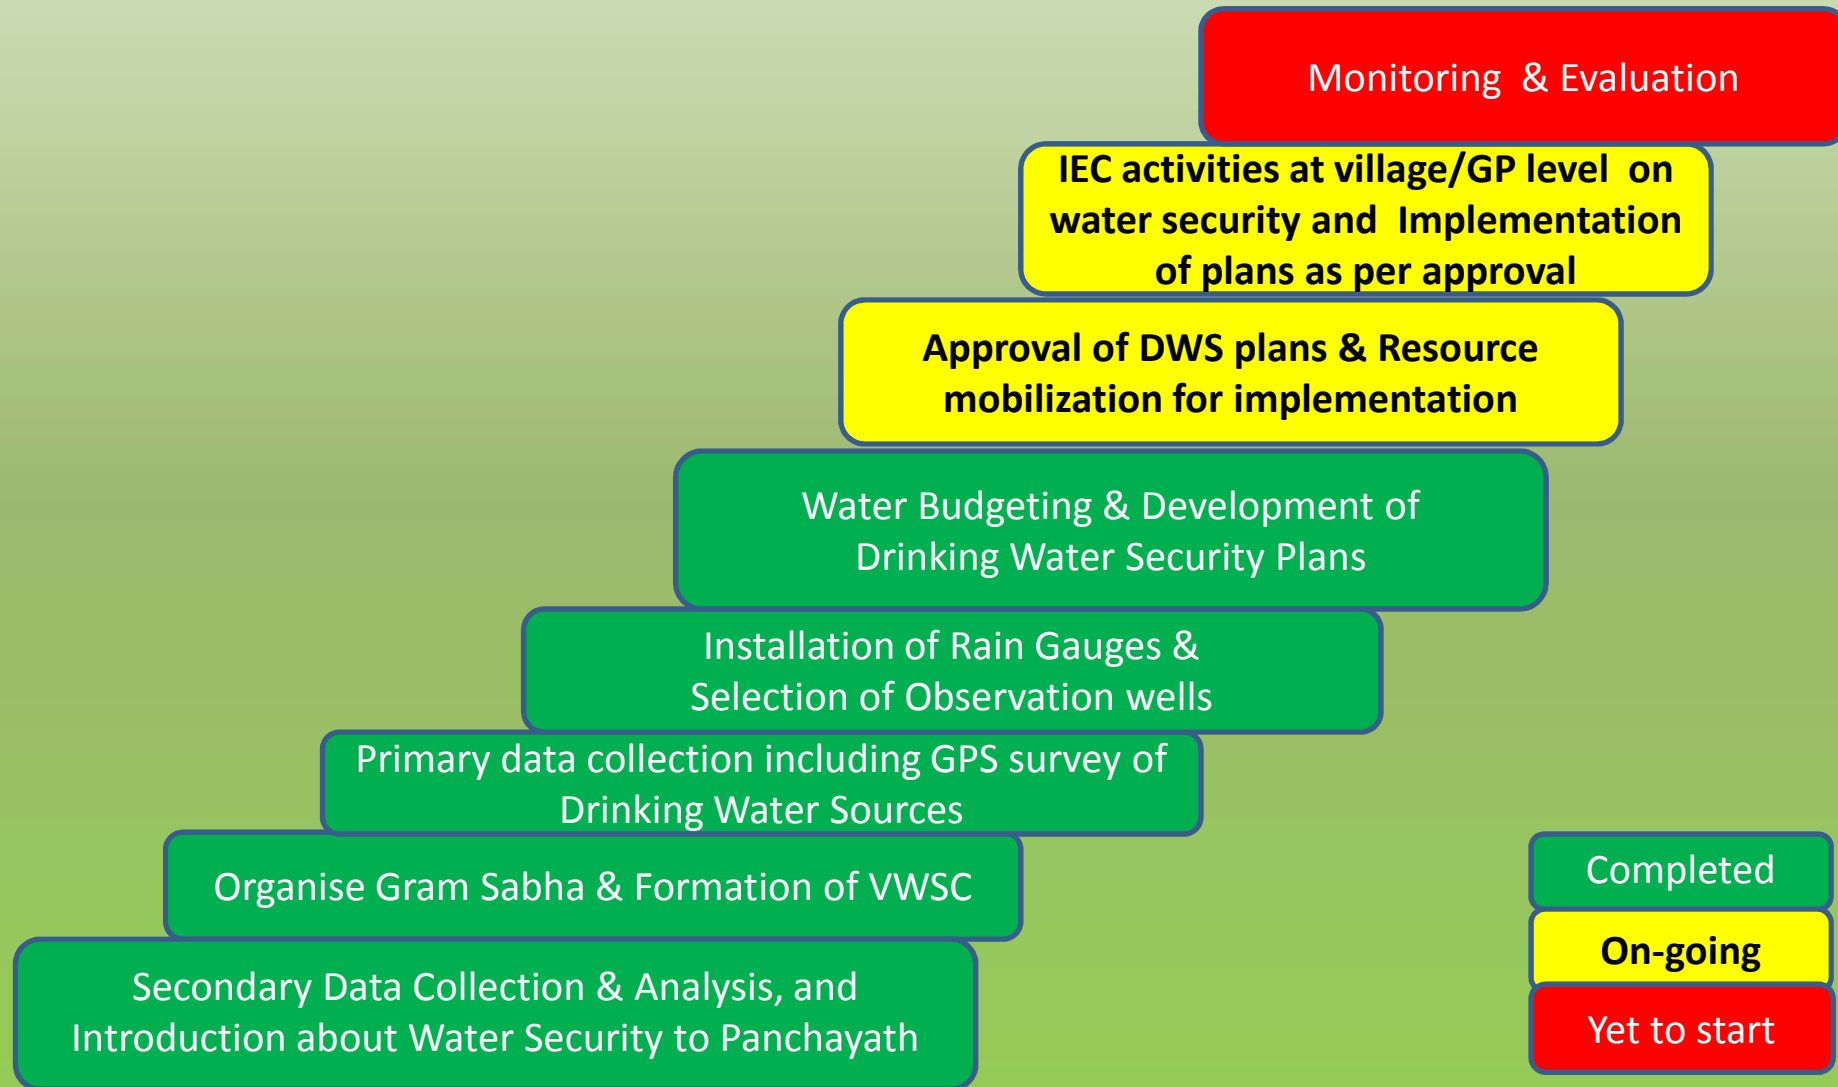 Monitoring & Evaluation
IEC activities at village/GP level on
water security and Implementation
of plans as per approval
Approval of DWS plans & Resource
mobilization for implementation
Water Budgeting & Development of
Drinking Water Security Plans
Installation of Rain Gauges &
Selection of Observation wells
Primary data collection including GPS survey of
Drinking Water Sources
Organise Gram Sabha & Formation of VWSC
Secondary Data Collection & Analysis, and
Introduction about Water Security to Panchayath
Completed
On-going
Yet to start